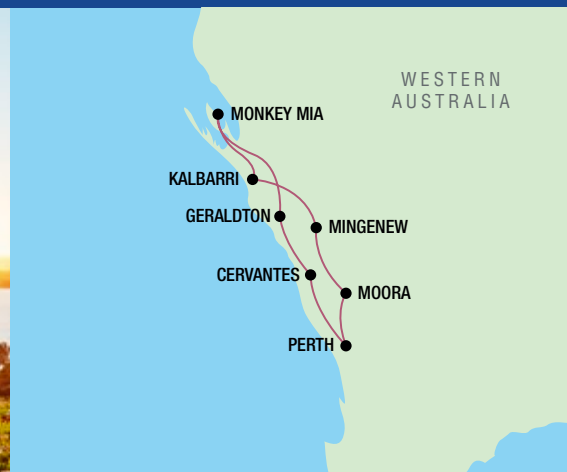 WESTERN
AUSTRALIA
MONKEY MIA
KALBARRI
GERALDTON
MINGENEW
CERVANTES
MOORA
PERTH